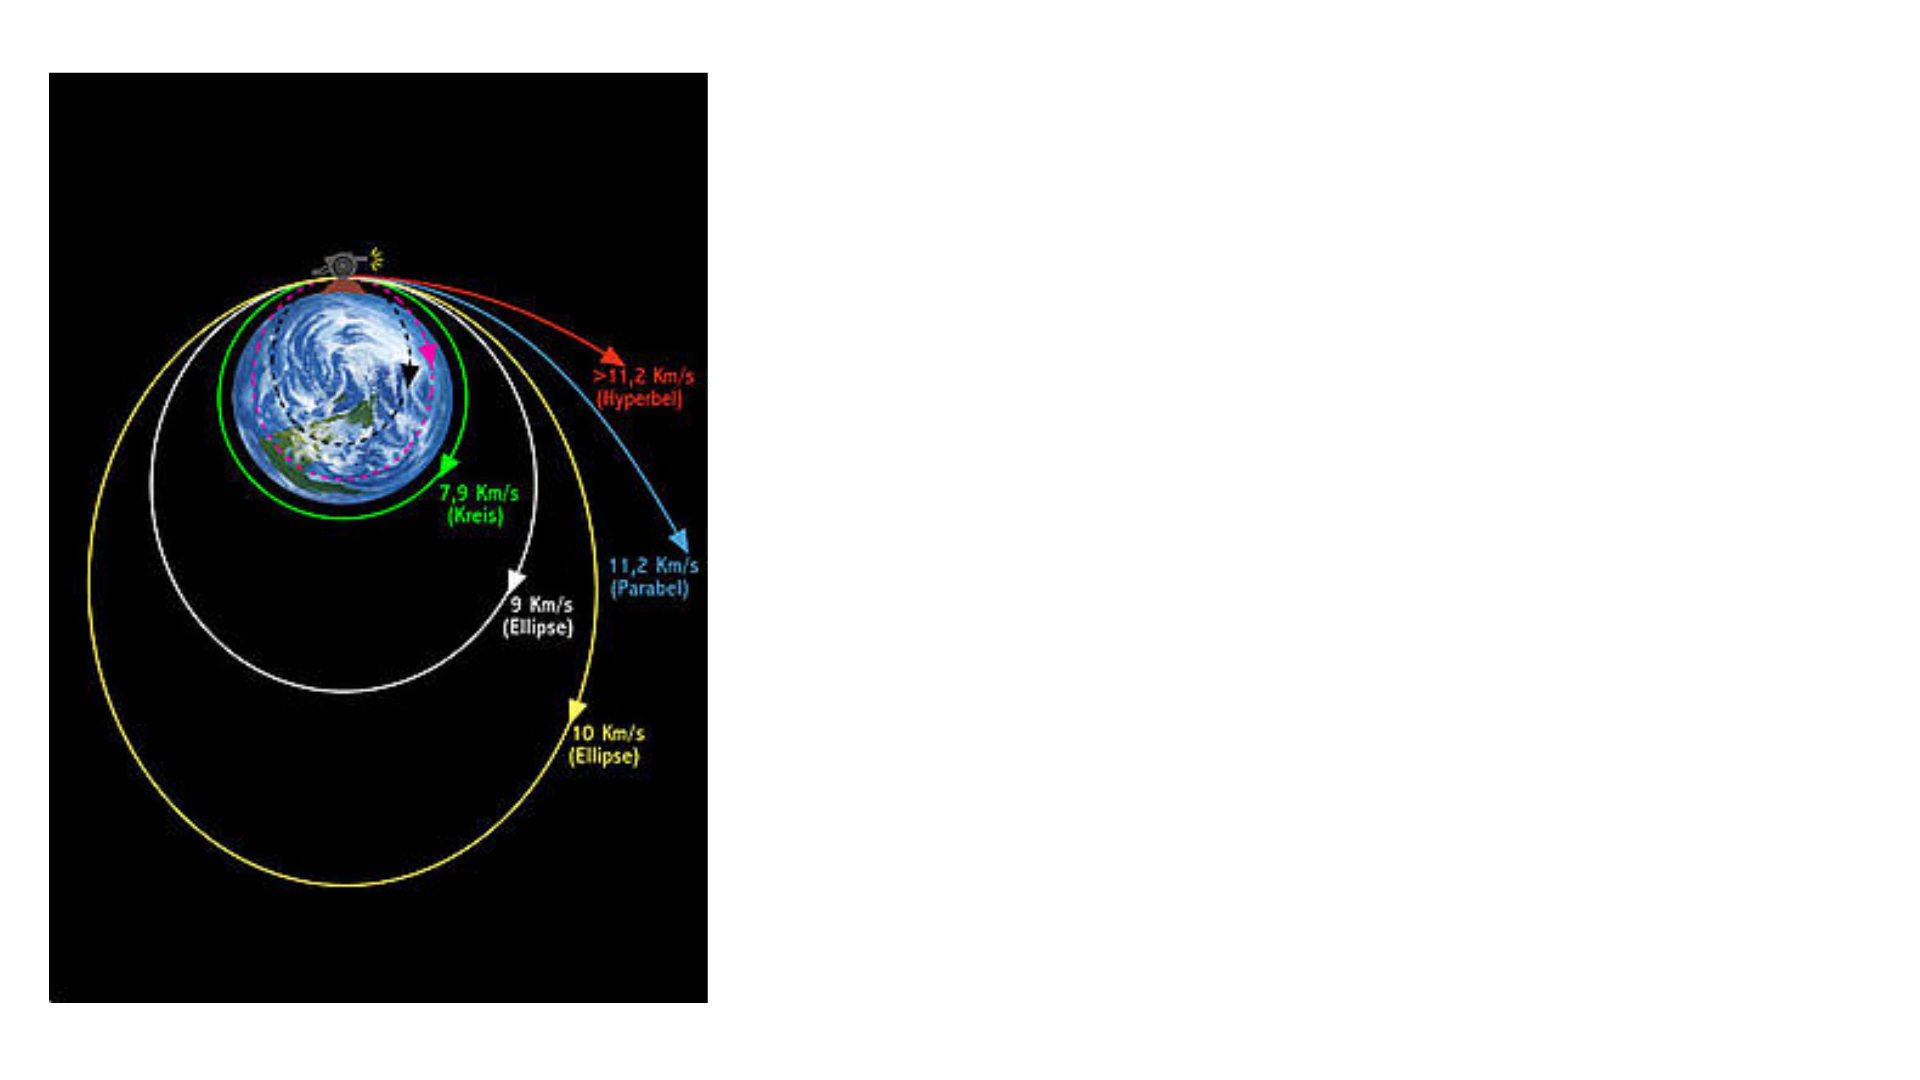 >11,2 Km/s
(Hyperbel)
7,9 Km/s
(Kreis)
11,2 Km/s
(Parabel)
9 Km/s
(Ellipse)
10 Km/s
(Ellipse)